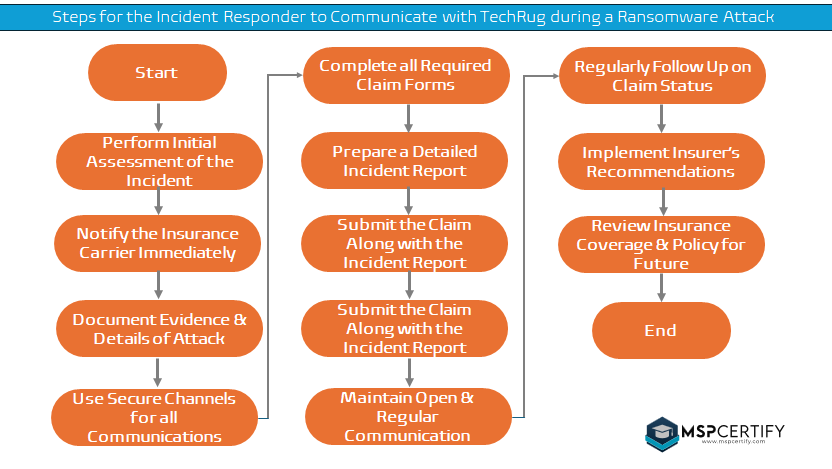 Steps for the Incident Responder to Communicate with TechRug during a Ransomware Attack
Start
Perform Initial
Assessment of the
Incident
Notify the Insurance
Carrier Immediately
Document Evidence &
Details of Attack
Use Secure Channels
for all
Communications
Complete all Required
Claim Forms
Prepare a Detailed
Incident Report
Submit the Claim
Along with the
Incident Report
Submit the Claim
Along with the
Incident Report
Maintain Open &
Regular
Communication
Regularly Follow Up on
Claim Status
Implement Insurer's
Recommendations
Review Insurance
Coverage & Policy for
Future
End
MSPCERTIFY
www.mspcertify.com